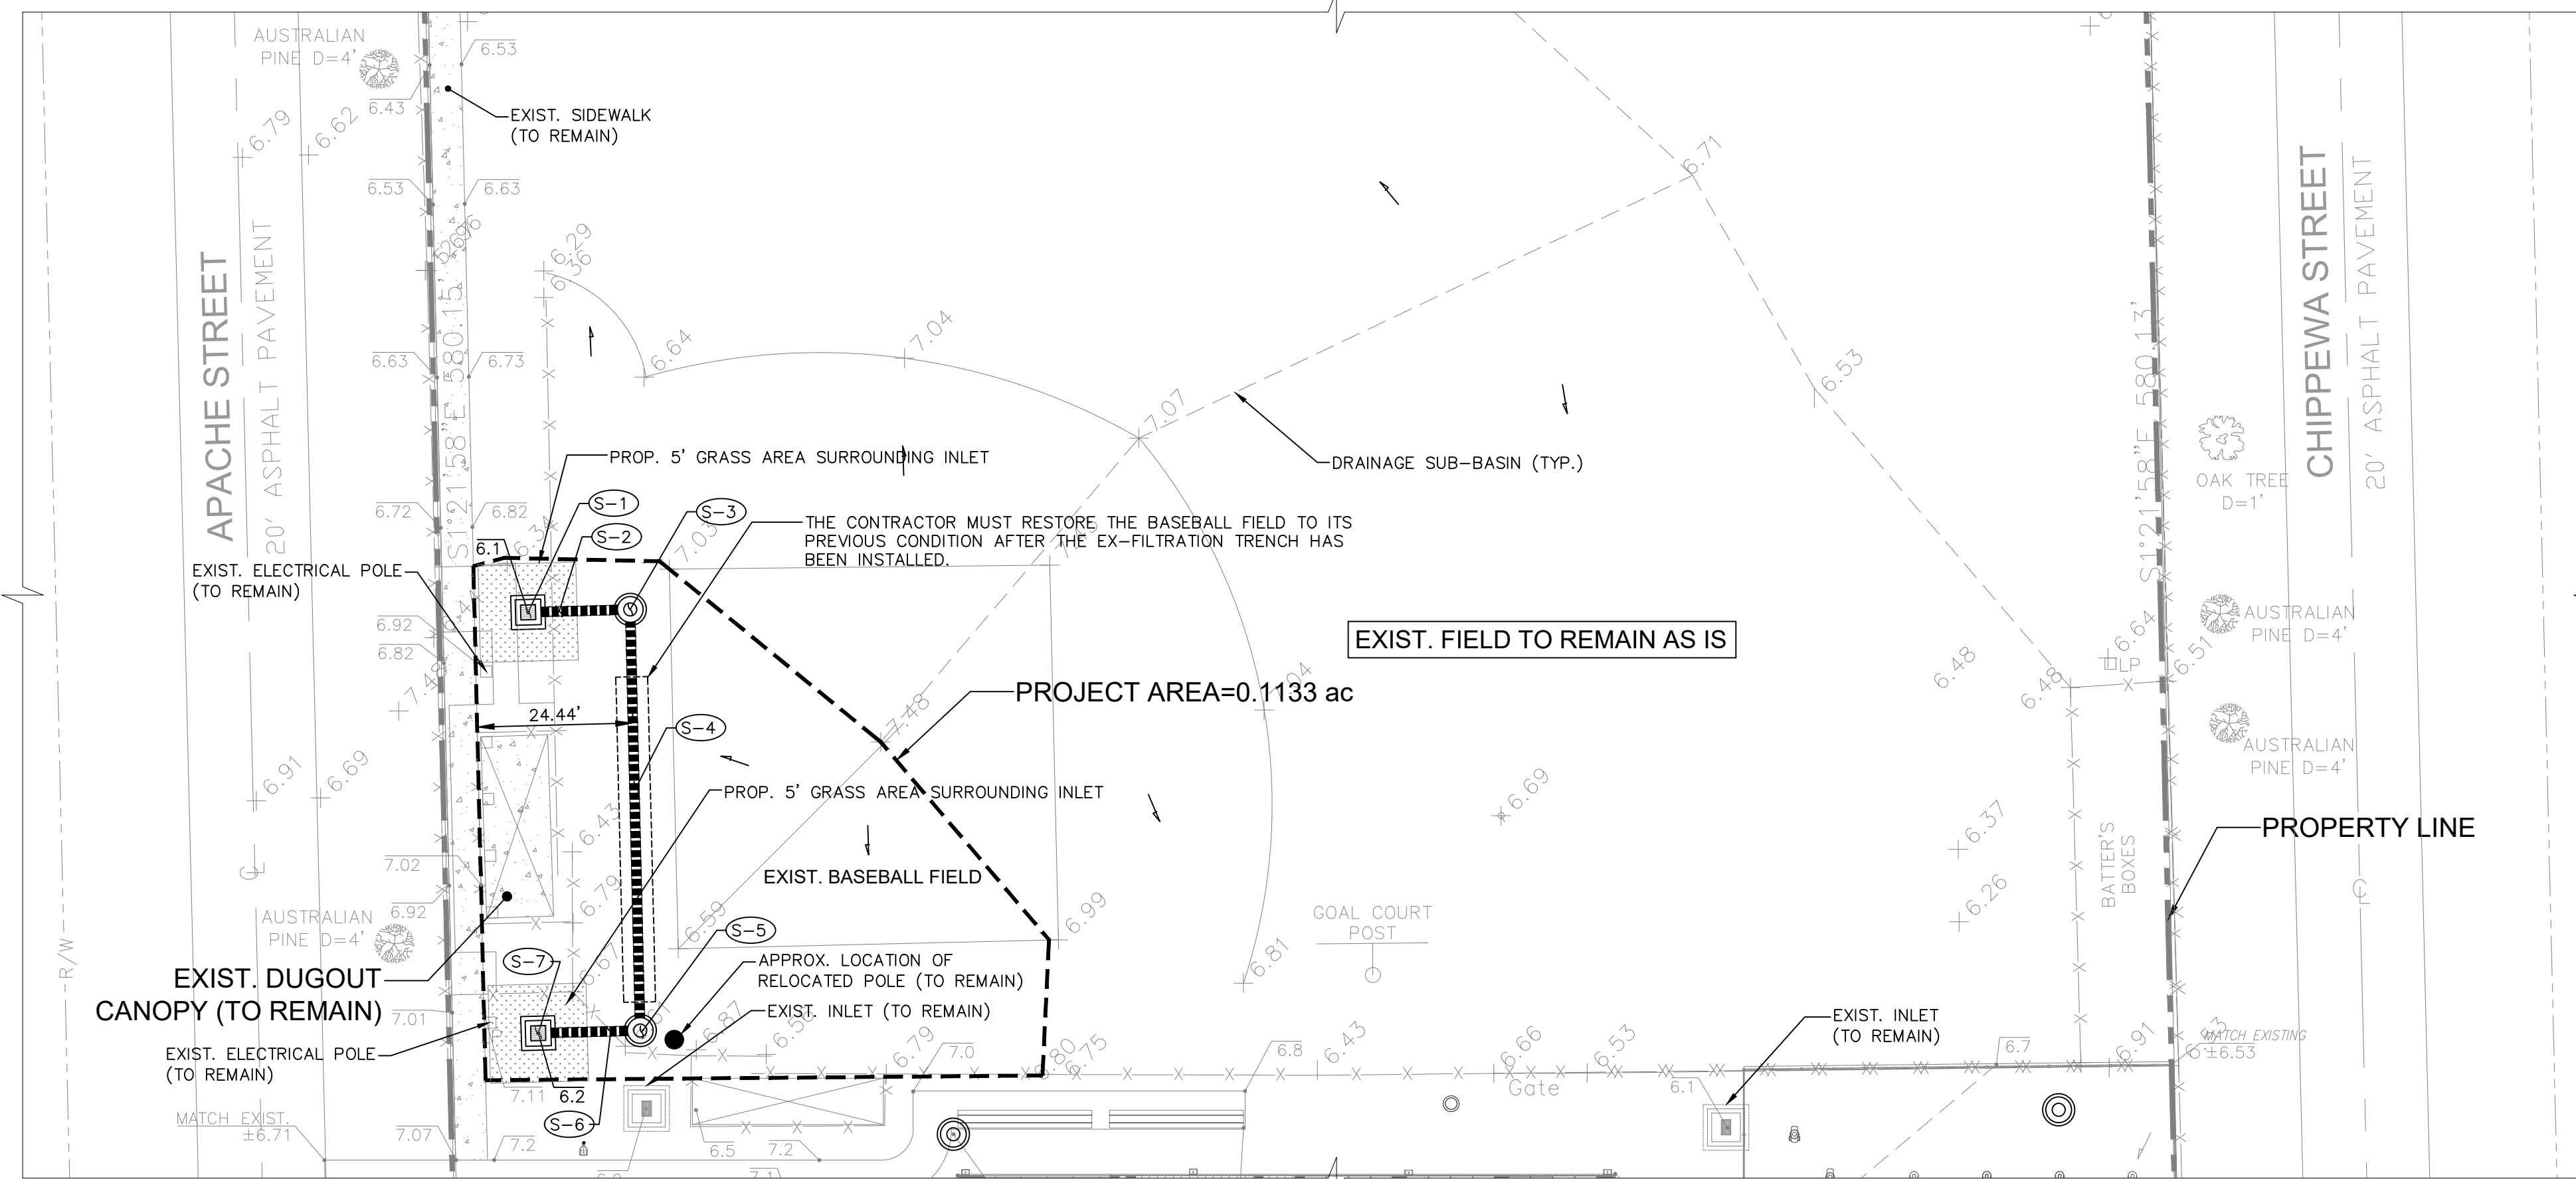 AUSTRALIAN
PINE D=4'
6.53
6.43
EXIST. SIDEWALK
(TO REMAIN)
6.79
6.62
6.53
6.63
6.71
6.29
6.36
APACHE STREET
20' ASPHALT PAVEMENT
S1°21'58"E 580.15'
6.63
6.73
6.64
7.04
7.07
6.53
CHIPPEWA STREET
20' ASPHALT PAVEMENT
S1°21'58"E 580.13'
DRAINAGE SUB-BASIN (TYP.)
PROP. 5' GRASS AREA SURROUNDING INLET
OAK TREE
D=1'
S-1
S-2
S-3
6.72
6.82
6.34
6.1
7.03
THE CONTRACTOR MUST RESTORE THE BASEBALL FIELD TO ITS
PREVIOUS CONDITION AFTER THE EX-FILTRATION TRENCH HAS
BEEN INSTALLED.
EXIST. ELECTRICAL POLE
(TO REMAIN)
6.92
6.82
7.48
EXIST. FIELD TO REMAIN AS IS
AUSTRALIAN
PINE D=4'
6.64
LP
6.51
6.48
6.48
PROJECT AREA=0.1133 ac
7.04
7.48
24.44'
S-4
AUSTRALIAN
PINE D=4'
6.91
6.69
PROP. 5' GRASS AREA SURROUNDING INLET
6.43
6.69
6.37
PROPERTY LINE
BATTER'S
BOXES
7.02
6.79
EXIST. BASEBALL FIELD
6.92
AUSTRALIAN
PINE D=4'
6.59
6.99
6.26
GOAL COURT
POST
S-5
R/W
S-7
6.67
APPROX. LOCATION OF
RELOCATED POLE (TO REMAIN)
6.81
EXIST. DUGOUT
CANOPY (TO REMAIN)
7.01
EXIST. INLET (TO REMAIN)
EXIST. INLET
(TO REMAIN)
EXIST. ELECTRICAL POLE
(TO REMAIN)
6.87
6.79
7.0
6.80
6.75
6.8
6.43
6.66
6.53
Gate
6.1
6.7
6.91
MATCH EXISTING
±6.53
7.11
6.2
S-6
MATCH EXIST.
±6.71
7.07
7.2
6.5
7.2